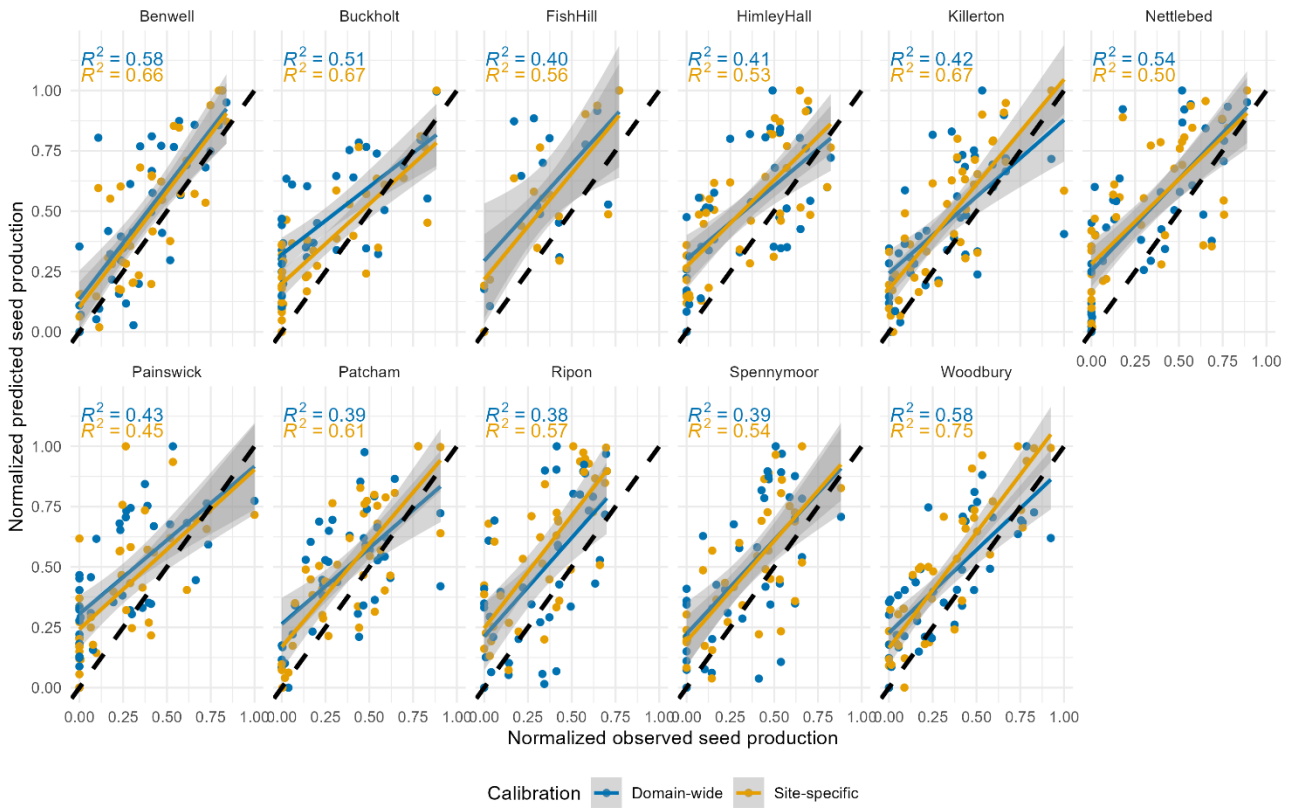 Benwell Buckholt FishHill HimleyHall Killerton Nettlebed
R² = 0.58 R² = 0.51 R² = 0.40 R² = 0.41 R² = 0.42 R² = 0.54
R² = 0.66 R² = 0.67 R² = 0.56 R² = 0.53 R² = 0.67 R² = 0.50
1.00
0.75
0.50
0.25
0.00
0.00 0.25 0.50 0.75 1.00
Painswick Patcham Ripon Spennymoor Woodbury
R² = 0.43 R² = 0.39 R² = 0.38 R² = 0.39 R² = 0.58
R² = 0.45 R² = 0.61 R² = 0.57 R² = 0.54 R² = 0.75
1.00
0.75
0.50
0.25
0.00
0.00 0.25 0.50 0.75 1.00 0.00 0.25 0.50 0.75 1.00 0.00 0.25 0.50 0.75 1.00 0.00 0.25 0.50 0.75 1.00 0.00 0.25 0.50 0.75 1.00
Normalized predicted seed production
Normalized observed seed production
Calibration Domain-wide Site-specific